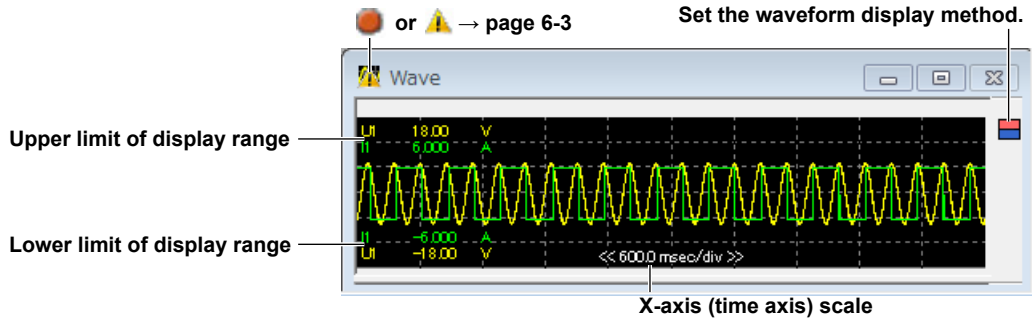 or → page 6-3
Set the waveform display method.
Wave
Upper limit of display range
U1 18.00 V
I1 6.000 A
Lower limit of display range
I1 -6.000 A
U1 -18.00 V
<< 600.0 msec/div >>
X-axis (time axis) scale